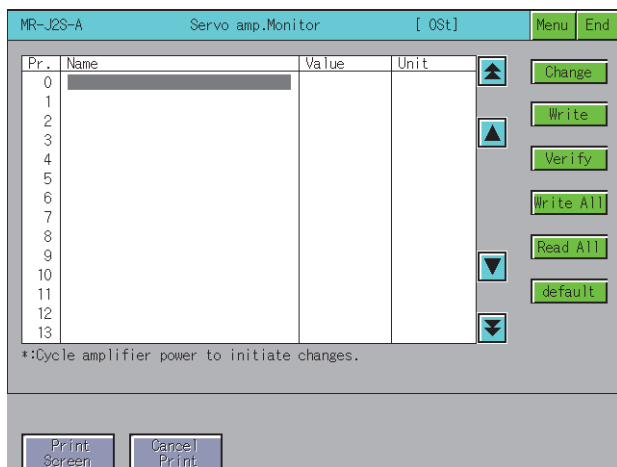 MR-J2S-A Servo amp.Monitor [ 0St] Menu End
Pr. Name Value Unit
0
1
2
3
4
5
6
7
8
9
10
11
12
13
Change
Write
Verify
Write All
Read All
default
*:Cycle amplifier power to initiate changes.
Print
Screen
Cancel
Print